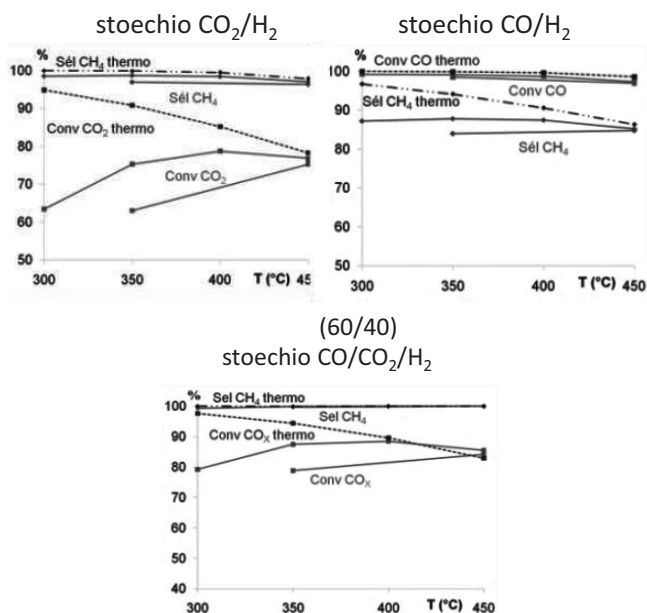 stoechio CO₂/H₂
%
Sél CH₄ thermo
100
90
80
70
60
50
Sél CH₄
Conv CO₂ thermo
Conv CO₂
300
350
400
45
T (°C)
stoechio CO/H₂
%
Conv CO thermo
100
90
80
70
60
50
Conv CO
Sél CH₄ thermo
Sél CH₄
300
350
400
450
T (°C)
(60/40)
stoechio CO/CO₂/H₂
%
Sel CH₄ thermo
100
90
80
70
60
50
40
Sel CH₄
Conv COₓ thermo
Conv COₓ
300
350
400
450
T (°C)